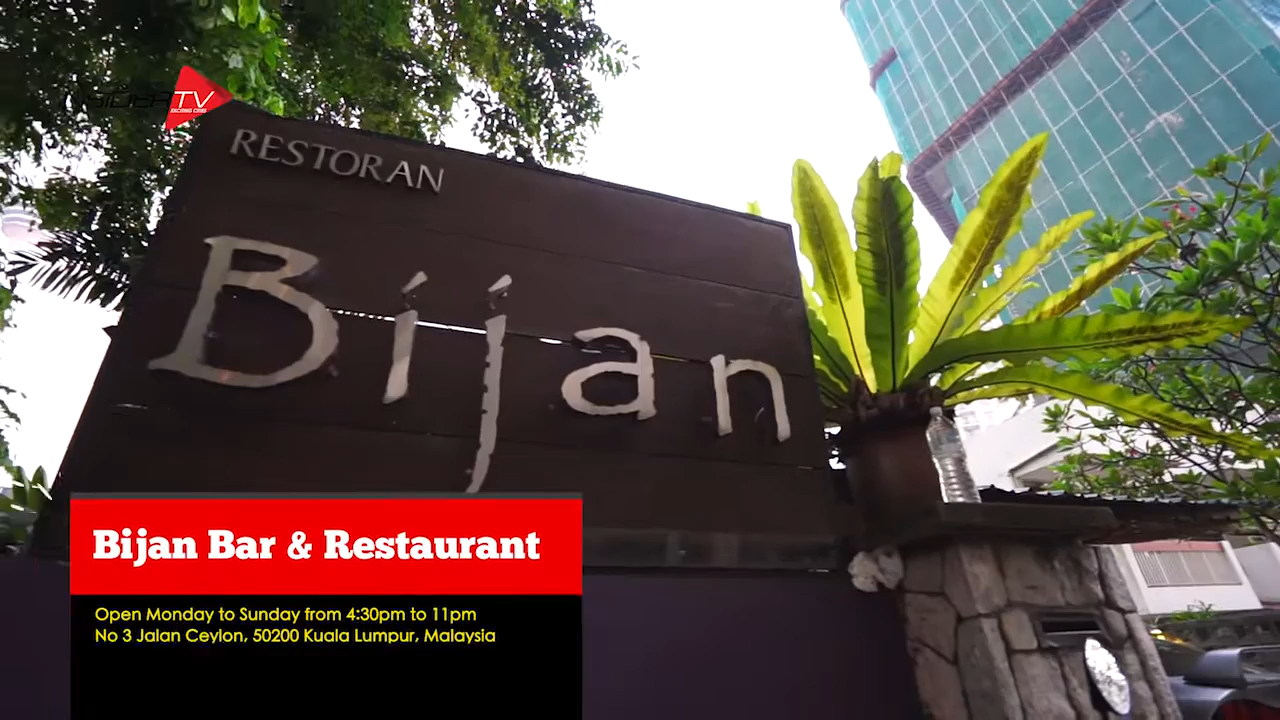 INSIDERTV
RESTORAN
Bijan
Bijan Bar & Restaurant
Open Monday to Sunday from 4:30pm to 11pm
No 3 Jalan Ceylon, 50200 Kuala Lumpur, Malaysia